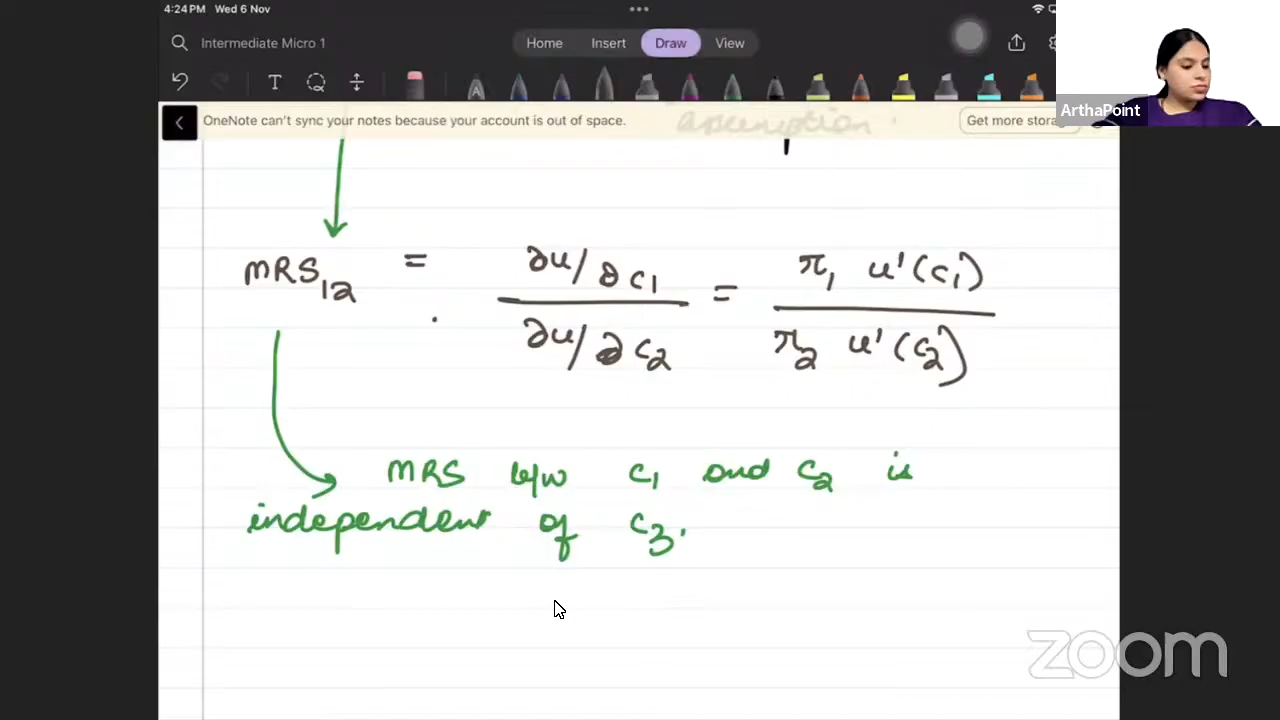 4:24 PM Wed 6 Nov
Intermediate Micro 1
Home Insert Draw View
ArthaPoint
OneNote can't sync your notes because your account is out of space.
assumption
Get more stora
MRS₁₂ = ∂u/∂c₁ / ∂u/∂c₂ = π₁ u'(c₁) / π₂ u'(c₂)
MRS b/w c₁ and c₂ is
independent of c₃.
zoom